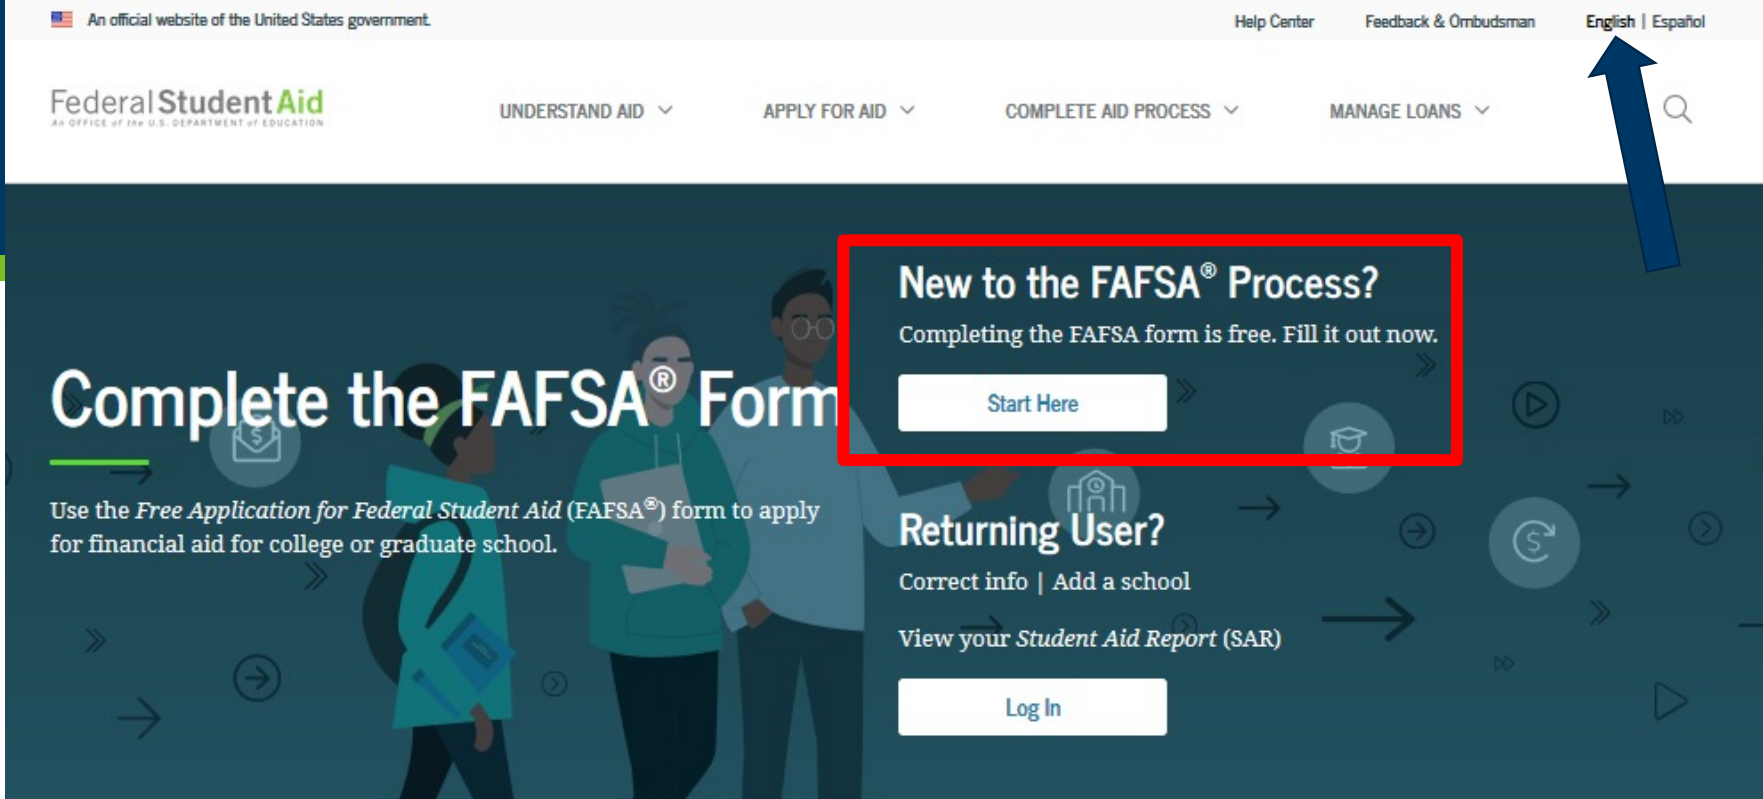 An official website of the United States government.
Help Center
Feedback & Ombudsman
English | Español
Federal Student Aid
An OFFICE of the U.S. DEPARTMENT of EDUCATION
UNDERSTAND AID
APPLY FOR AID
COMPLETE AID PROCESS
MANAGE LOANS
Complete the FAFSA® Form
Use the Free Application for Federal Student Aid (FAFSA®) form to apply
for financial aid for college or graduate school.
New to the FAFSA® Process?
Completing the FAFSA form is free. Fill it out now.
Start Here
Returning User?
Correct info | Add a school
View your Student Aid Report (SAR)
Log In